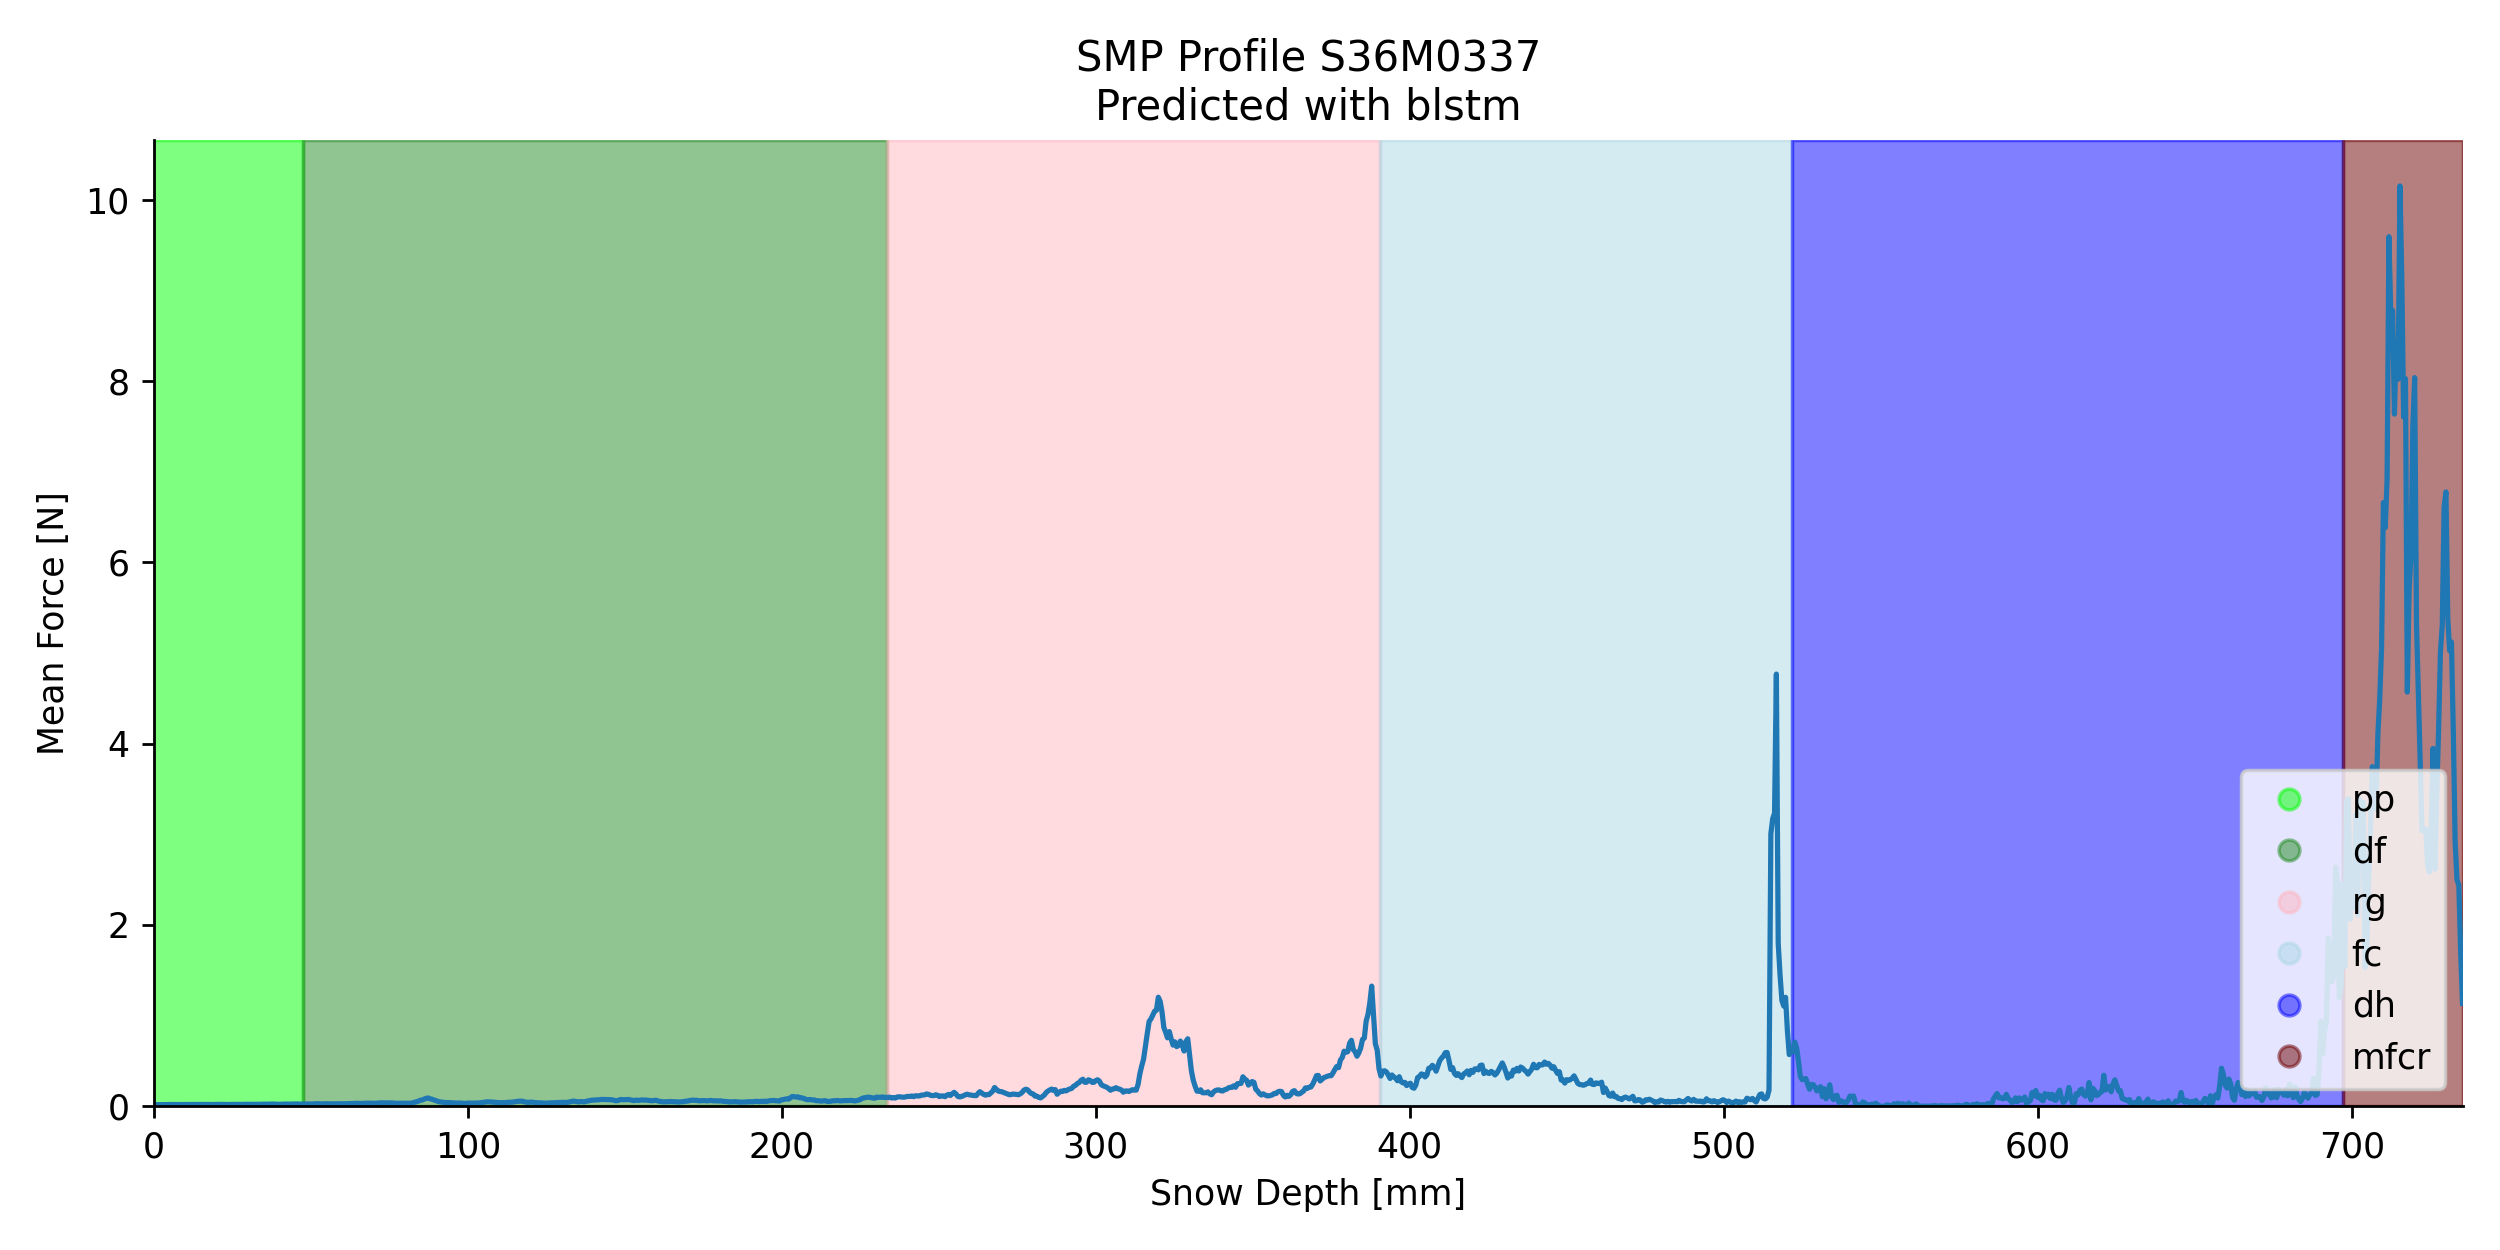 SMP Profile S36M0337
Predicted with blstm
Mean Force [N]
10
8
6
4
2
0
0 100 200 300 400 500 600 700
Snow Depth [mm]
pp
df
rg
fc
dh
mfcr